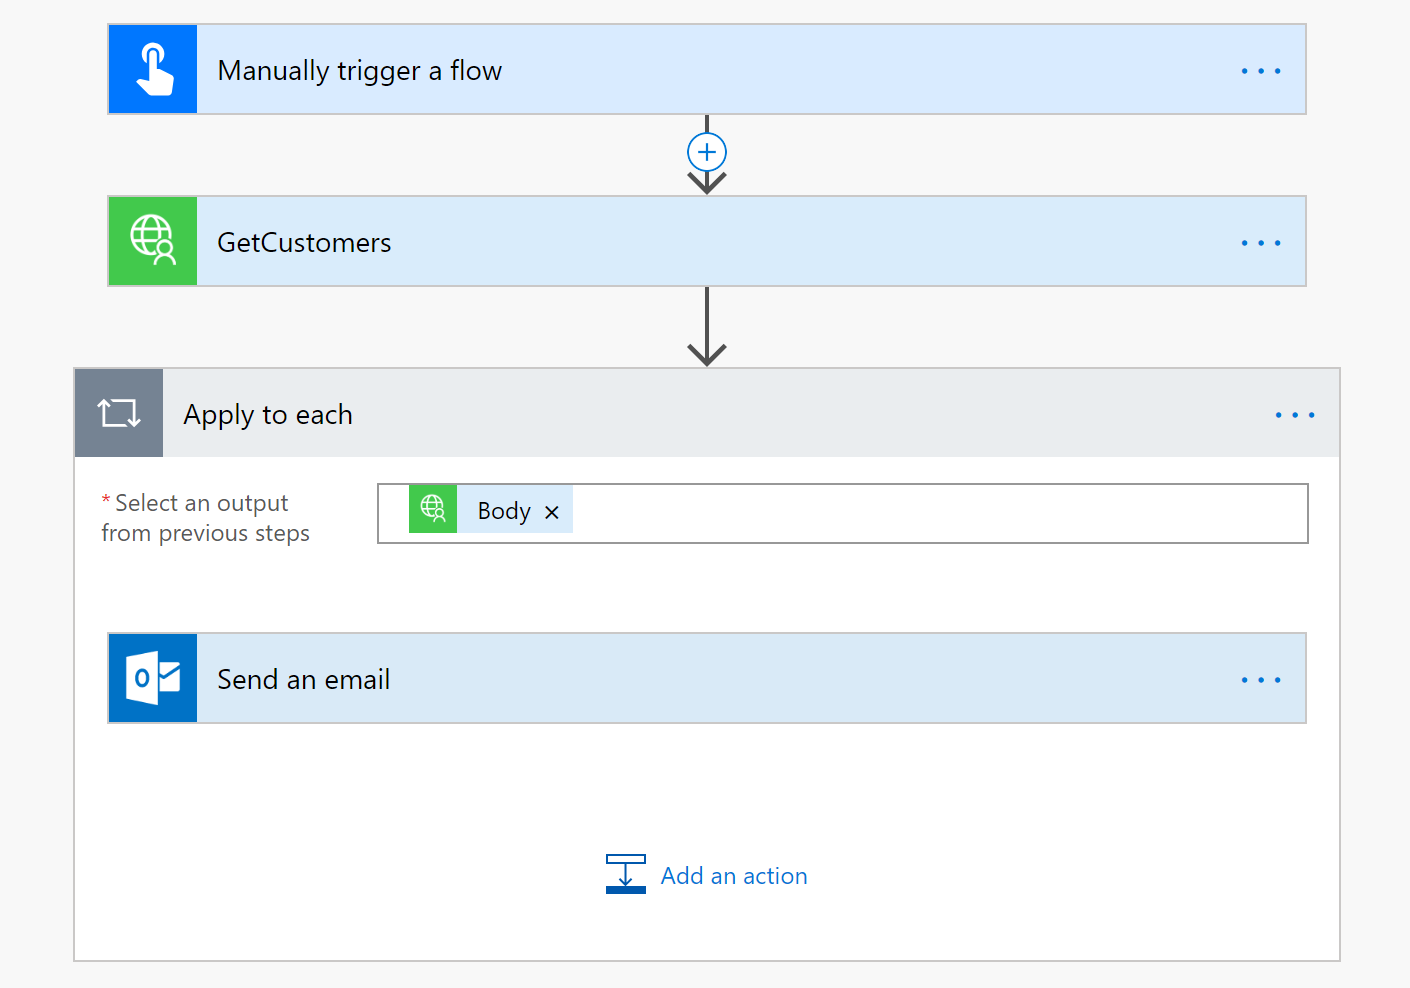 Manually trigger a flow
GetCustomers
Apply to each
* Select an output
from previous steps
Body
Send an email
Add an action